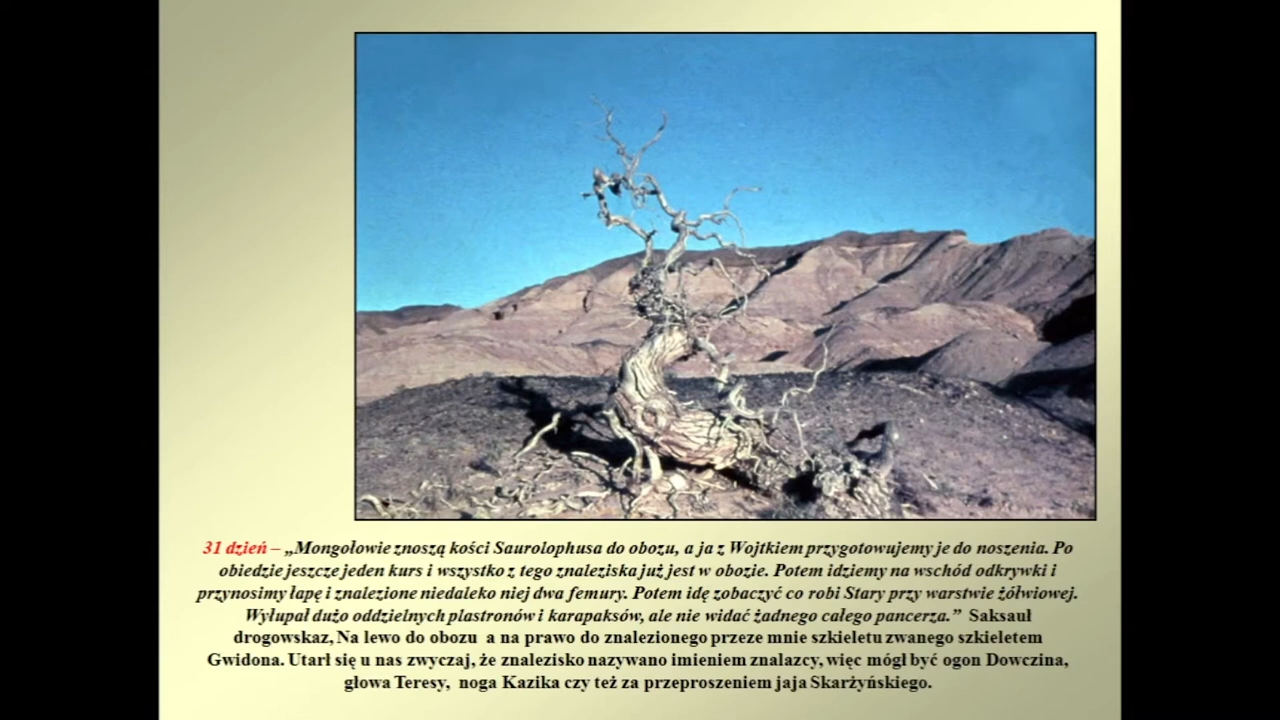 31 dzień – „Mongołowie znoszą kości Saurolophusa do obozu, a ja z Wojtkiem przygotowujemy je do noszenia. Po
obiedzie jeszcze jeden kurs i wszystko z tego znaleziska już jest w obozie. Potem idziemy na wschód odkrywki i
przynosimy łapę i znalezione niedaleko niej dwa femury. Potem idę zobaczyć co robi Stary przy warstwie żółwiowej.
Wyłupał dużo oddzielnych plastronów i karapaksów, ale nie widać żadnego całego pancerza.” Saksauł
drogowskaz, Na lewo do obozu a na prawo do znalezionego przeze mnie szkieletu zwanego szkieletem
Gwidona. Utarł się u nas zwyczaj, że znalezisko nazywano imieniem znalazcy, więc mógł być ogon Dowczina,
głowa Teresy, noga Kazika czy też za przeproszeniem jaja Skarżyńskiego.